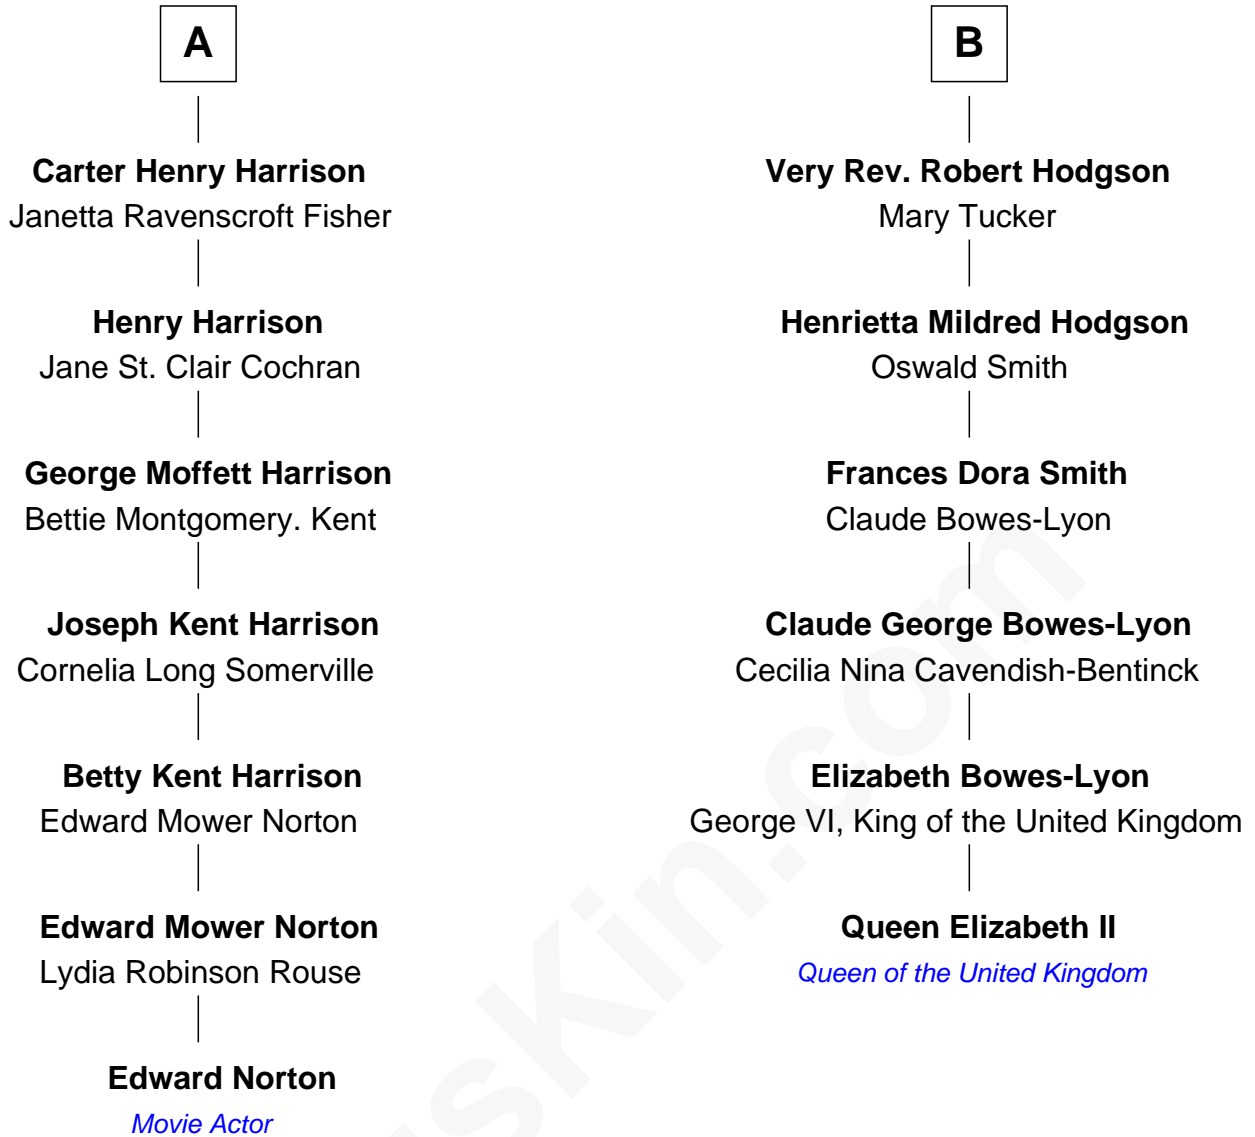 A
Carter Henry Harrison
Janetta Ravenscroft Fisher
Henry Harrison
Jane St. Clair Cochran
George Moffett Harrison
Bettie Montgomery. Kent
Joseph Kent Harrison
Cornelia Long Somerville
Betty Kent Harrison
Edward Mower Norton
Edward Mower Norton
Lydia Robinson Rouse
Edward Norton
Movie Actor
B
Very Rev. Robert Hodgson
Mary Tucker
Henrietta Mildred Hodgson
Oswald Smith
Frances Dora Smith
Claude Bowes-Lyon
Claude George Bowes-Lyon
Cecilia Nina Cavendish-Bentinck
Elizabeth Bowes-Lyon
George VI, King of the United Kingdom
Queen Elizabeth II
Queen of the United Kingdom
sKin.com